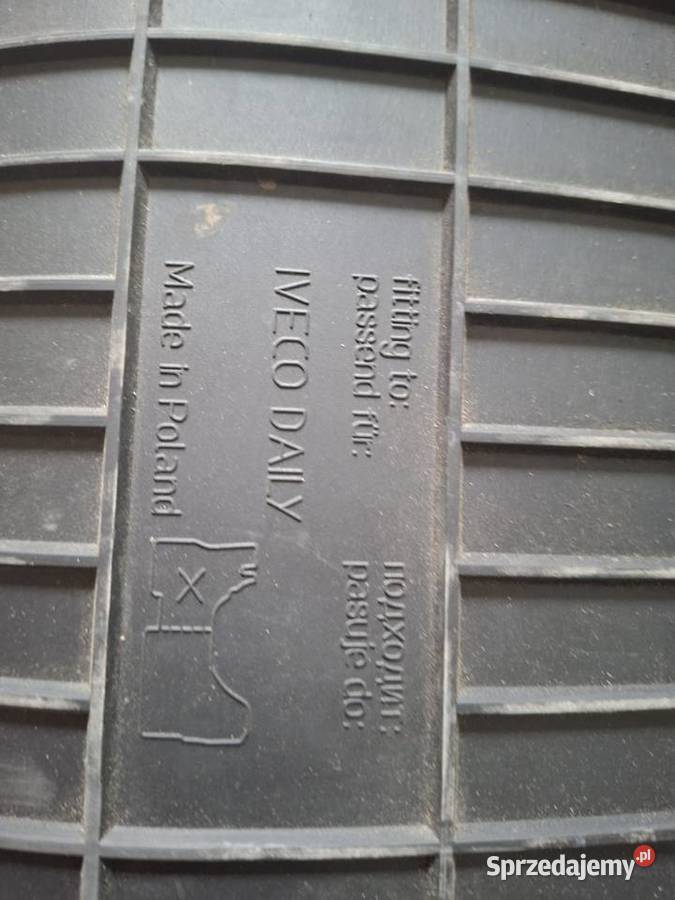 fitting to:
passend für:
подходит:
pasuje do:
IVECO DAILY
Made in Poland
X
Sprzedajemy.pl